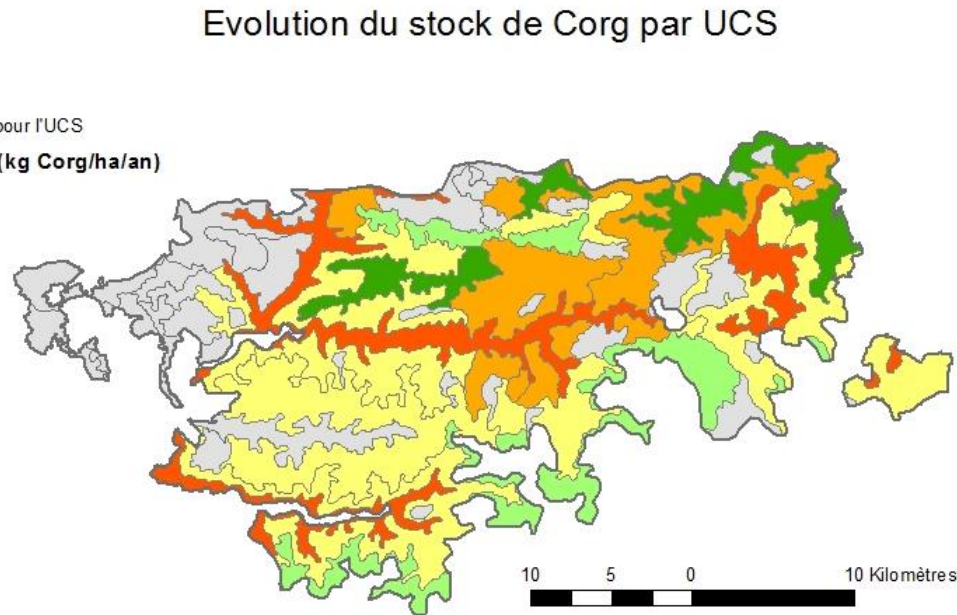 Evolution du stock de Corg par UCS
pour l'UCS
(kg Corg/ha/an)
10 5 0 10 Kilomètres